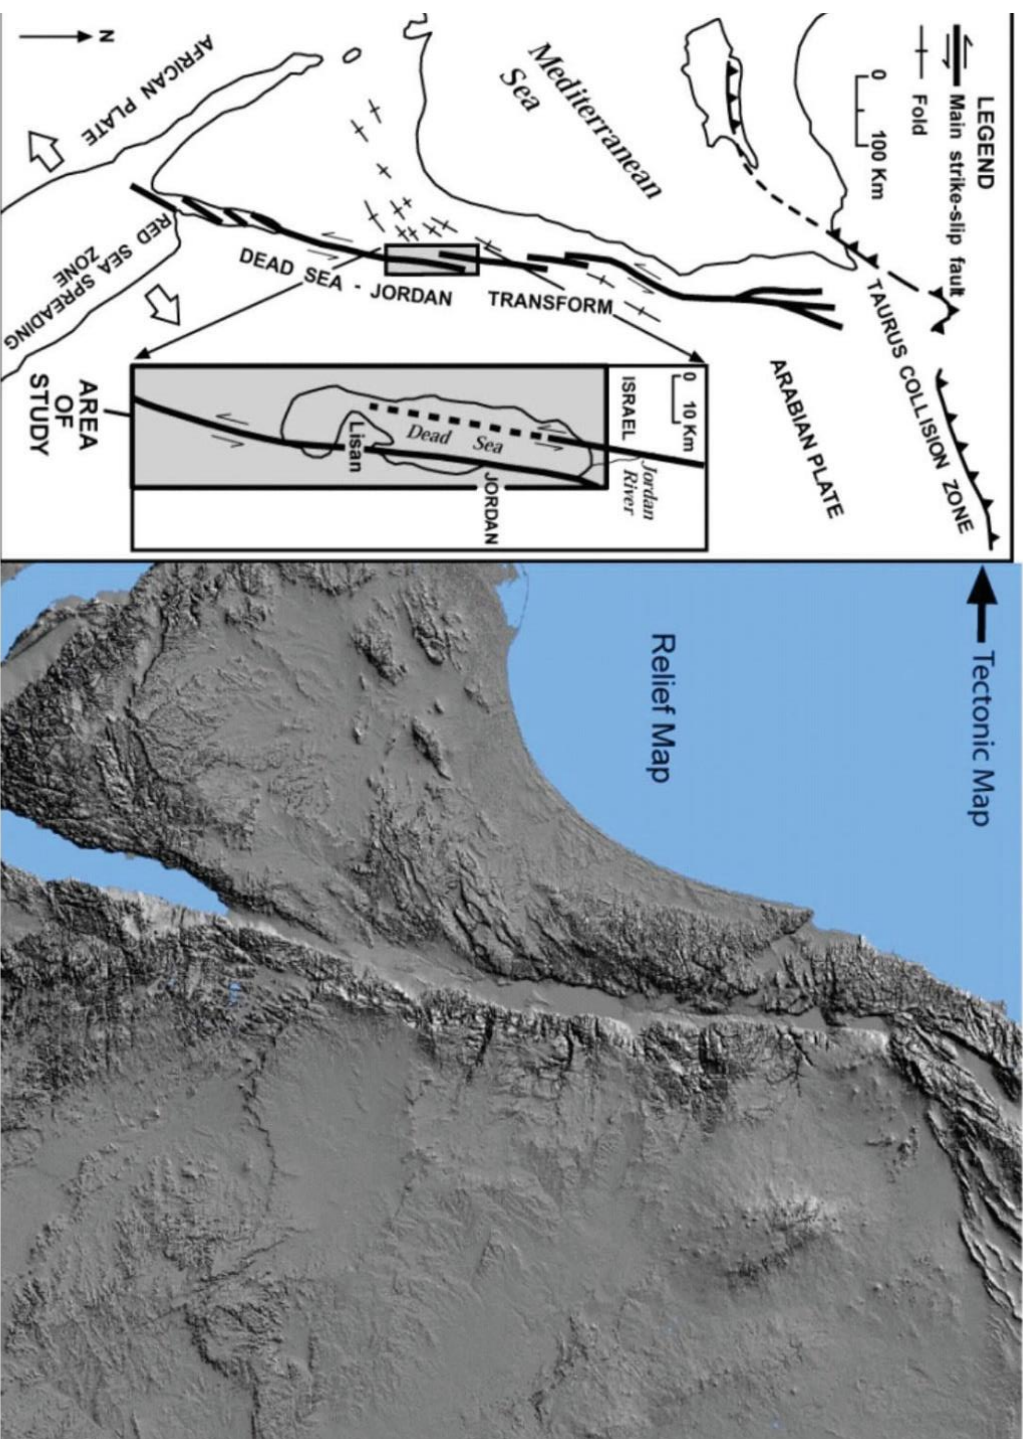 LEGEND
Main strike-slip fault
Fold
0 100 Km
N
Mediterranean
Sea
AFRICAN PLATE
RED SEA SPREADING
ZONE
DEAD SEA - JORDAN TRANSFORM
TAURUS COLLISION ZONE
ARABIAN PLATE
0 10 Km
ISRAEL
Jordan
River
Dead Sea
Lisan
JORDAN
AREA
OF
STUDY
Tectonic Map
Relief Map